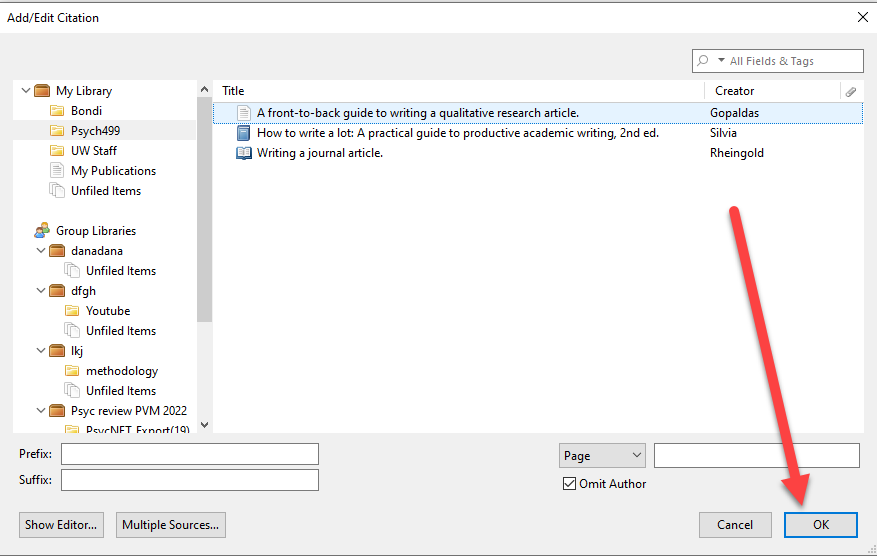 Add/Edit Citation
All Fields & Tags
My Library
Bondi
Psych499
UW Staff
My Publications
Unfiled Items
Group Libraries
danadana
Unfiled Items
dfgh
Youtube
Unfiled Items
lkj
methodology
Unfiled Items
Psyc review PVM 2022
PsycNET_Export(19)
Title Creator
A front-to-back guide to writing a qualitative research article. Gopaldas
How to write a lot: A practical guide to productive academic writing, 2nd ed. Silvia
Writing a journal article. Rheingold
Prefix: Page
Suffix: Omit Author
Show Editor... Multiple Sources... Cancel OK